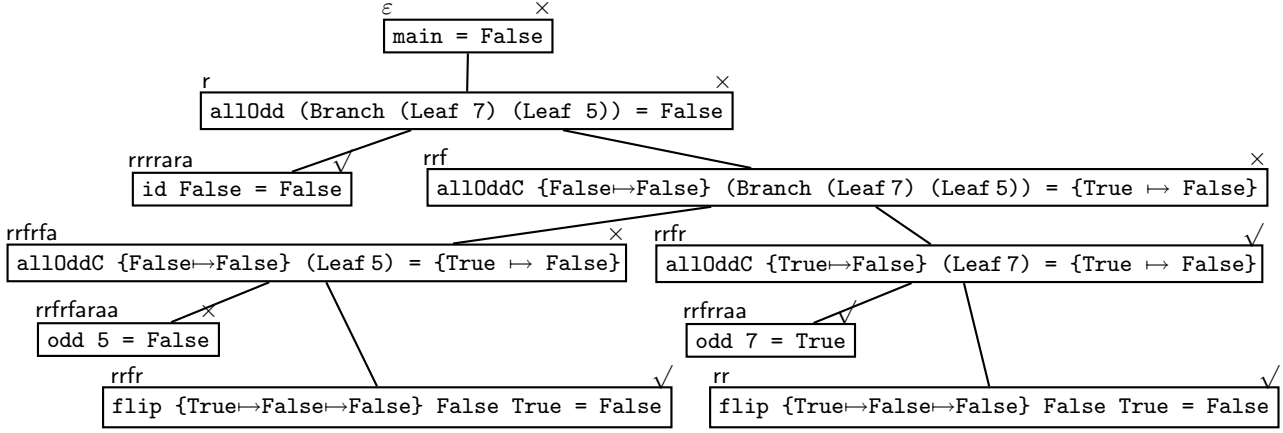 ε ×
main = False
r ×
allOdd (Branch (Leaf 7) (Leaf 5)) = False
rrrrara √ rrf ×
id False = False allOddC {False↦False} (Branch (Leaf 7) (Leaf 5)) = {True ↦ False}
rrfrfa × rrfr √
allOddC {False↦False} (Leaf 5) = {True ↦ False} allOddC {True↦False} (Leaf 7) = {True ↦ False}
rrfrfaraa × rrfrraa √
odd 5 = False odd 7 = True
rrfr √ rr √
flip {True↦False↦False} False True = False flip {True↦False↦False} False True = False